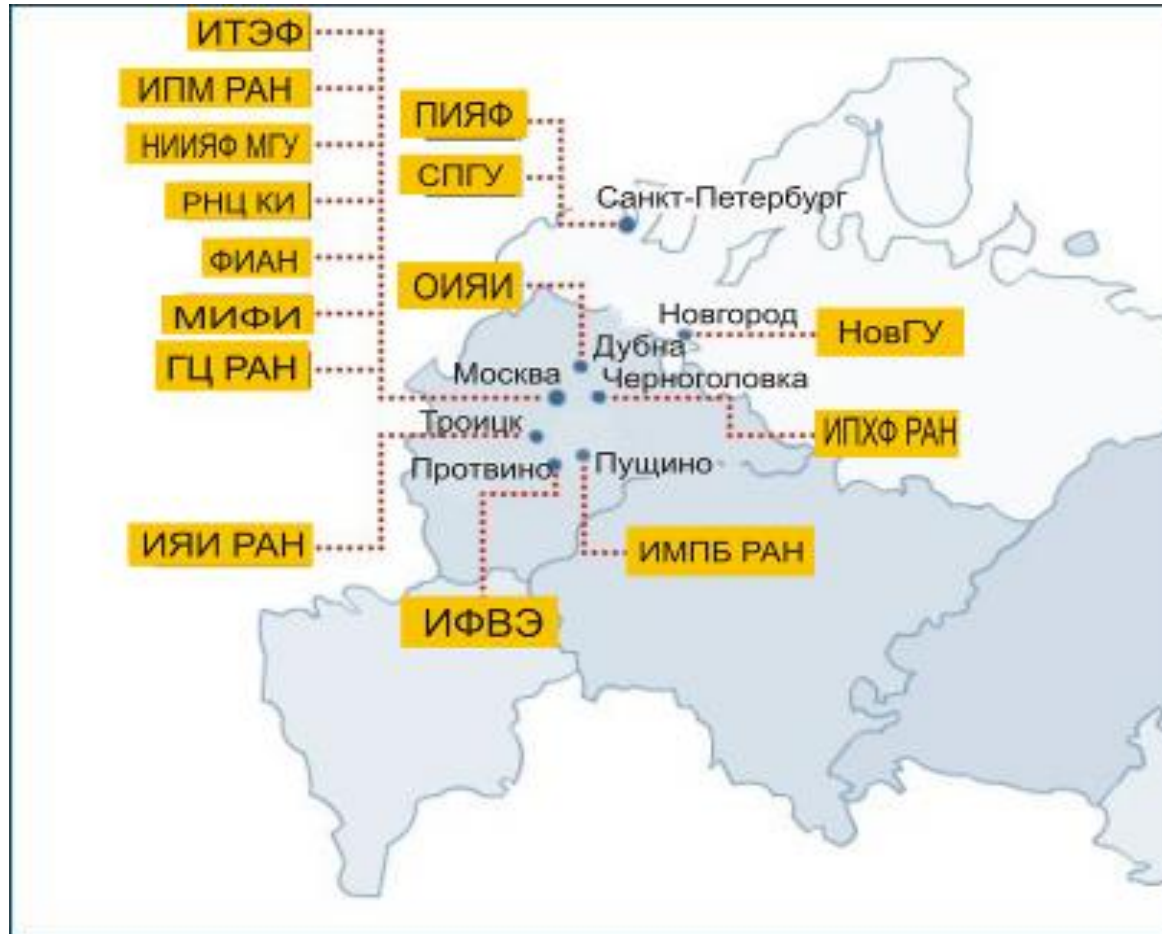 ИТЭФ
ИПМ РАН
НИИЯФ МГУ
РНЦ КИ
ФИАН
МИФИ
ГЦ РАН
ПИЯФ
СПГУ
Санкт-Петербург
ОИЯИ
Новгород
НовГУ
Дубна
Москва
Черноголовка
Троицк
ИПХФ РАН
Протвино
Пущино
ИЯИ РАН
ИМПБ РАН
ИФВЭ